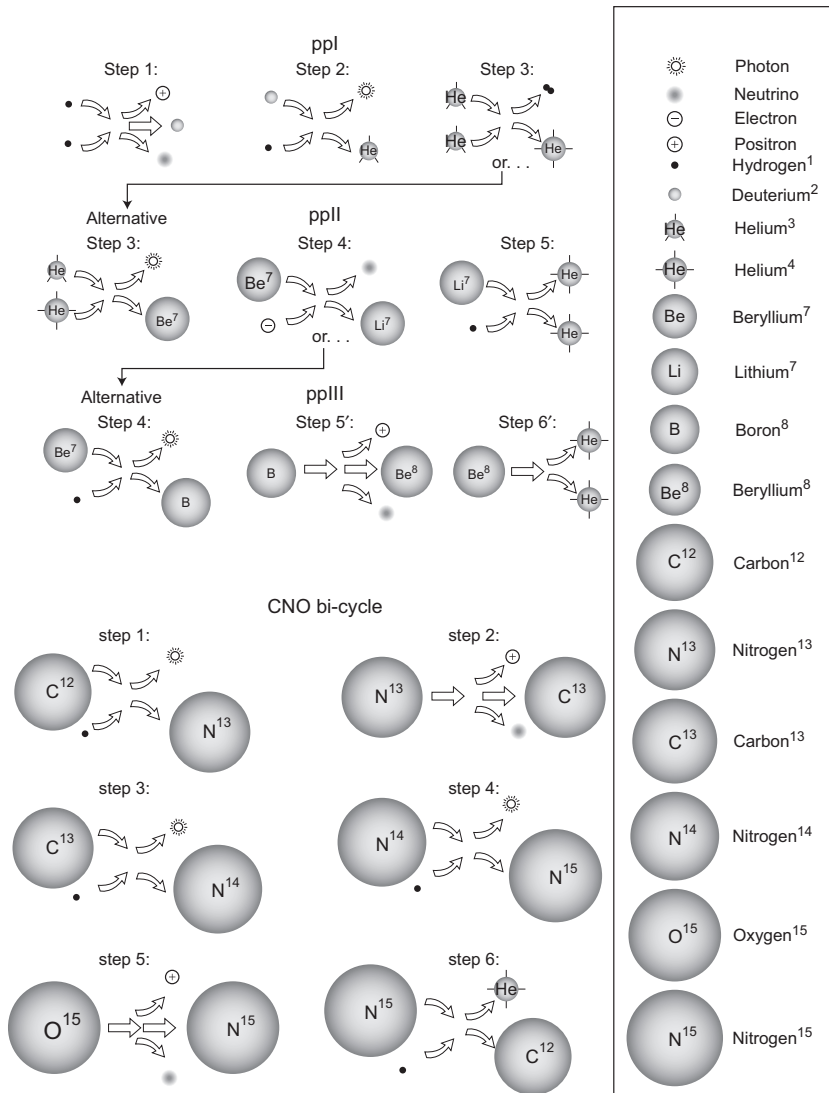 ppI
Step 1: Step 2: Step 3:
He He
He He He
or. . .
Alternative ppII
Step 3: Step 4: Step 5:
He Be⁷ Li⁷ He
He Be⁷ Li⁷ He
or. . .
Alternative ppIII
Step 4: Step 5′: Step 6′:
Be⁷ B Be⁸ Be⁸ He
B He
CNO bi-cycle
step 1: step 2:
C¹² N¹³ N¹³ C¹³
step 3: step 4:
C¹³ N¹⁴ N¹⁴ N¹⁵
step 5: step 6:
O¹⁵ N¹⁵ N¹⁵ He
C¹²
Photon
Neutrino
− Electron
+ Positron
Hydrogen¹
Deuterium²
He Helium³
He Helium⁴
Be Beryllium⁷
Li Lithium⁷
B Boron⁸
Be⁸ Beryllium⁸
C¹² Carbon¹²
N¹³ Nitrogen¹³
C¹³ Carbon¹³
N¹⁴ Nitrogen¹⁴
O¹⁵ Oxygen¹⁵
N¹⁵ Nitrogen¹⁵